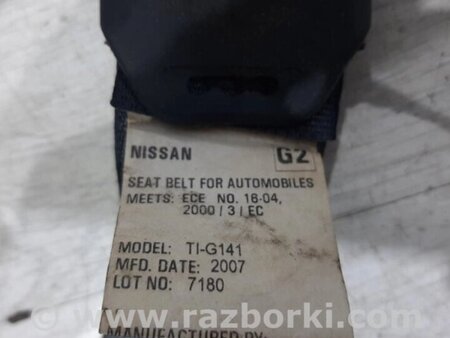 NISSAN G2
SEAT BELT FOR AUTOMOBILES
MEETS: ECE NO. 16-04,
2000 / 3 / EC
MODEL: TI-G141
MFD. DATE: 2007
LOT NO: 7180
MANUFACTURED BY:
© www.razborki.com